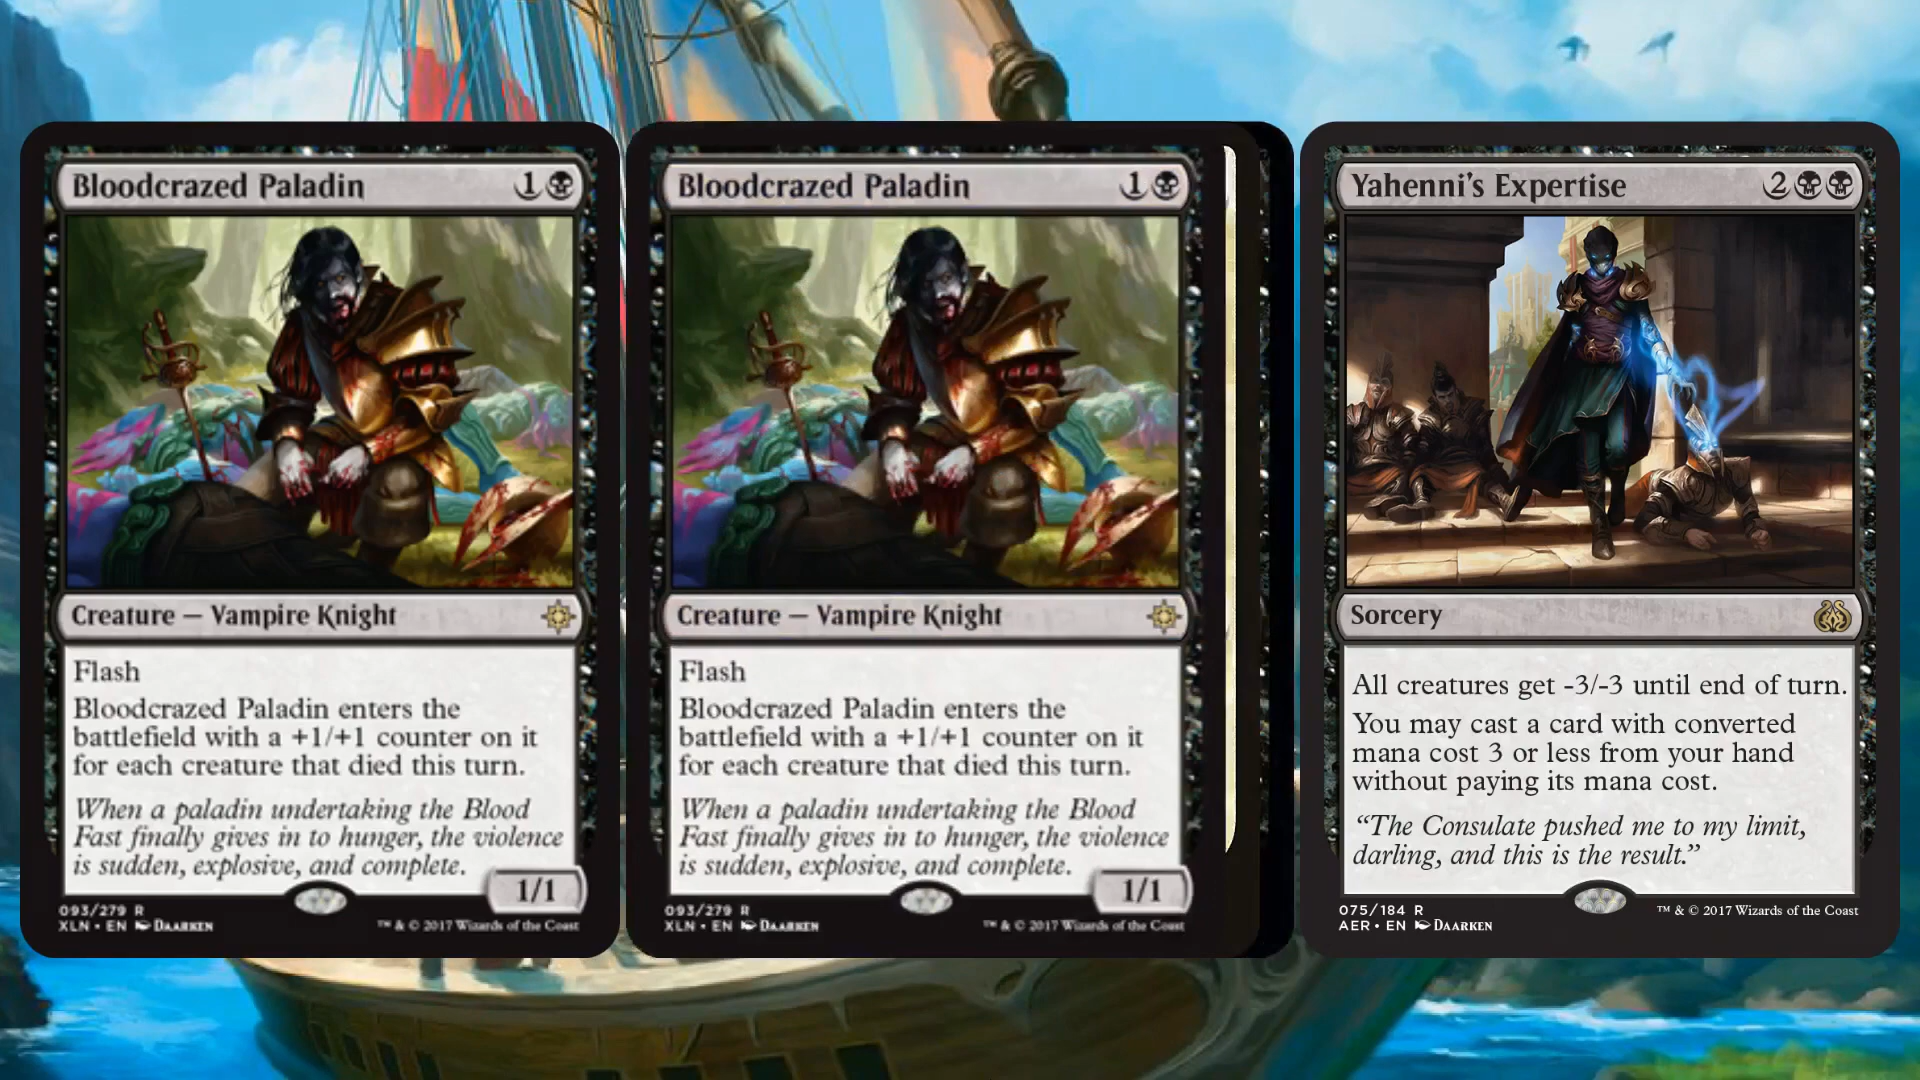 Bloodcrazed Paladin 1
Creature — Vampire Knight
Flash
Bloodcrazed Paladin enters the
battlefield with a +1/+1 counter on it
for each creature that died this turn.
When a paladin undertaking the Blood
Fast finally gives in to hunger, the violence
is sudden, explosive, and complete.
1/1
093/279 R
XLN • EN DAARKEN
™ & © 2017 Wizards of the Coast
Bloodcrazed Paladin 1
Creature — Vampire Knight
Flash
Bloodcrazed Paladin enters the
battlefield with a +1/+1 counter on it
for each creature that died this turn.
When a paladin undertaking the Blood
Fast finally gives in to hunger, the violence
is sudden, explosive, and complete.
1/1
093/279 R
XLN • EN DAARKEN
™ & © 2017 Wizards of the Coast
Yahenni's Expertise 2
Sorcery
All creatures get -3/-3 until end of turn.
You may cast a card with converted
mana cost 3 or less from your hand
without paying its mana cost.
“The Consulate pushed me to my limit,
darling, and this is the result.”
075/184 R
AER • EN DAARKEN
™ & © 2017 Wizards of the Coast